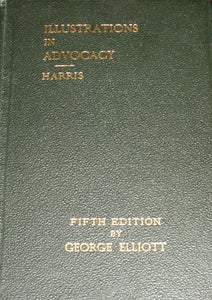 ILLUSTRATIONS
IN
ADVOCACY
HARRIS
FIFTH EDITION
BY
GEORGE ELLIOTT